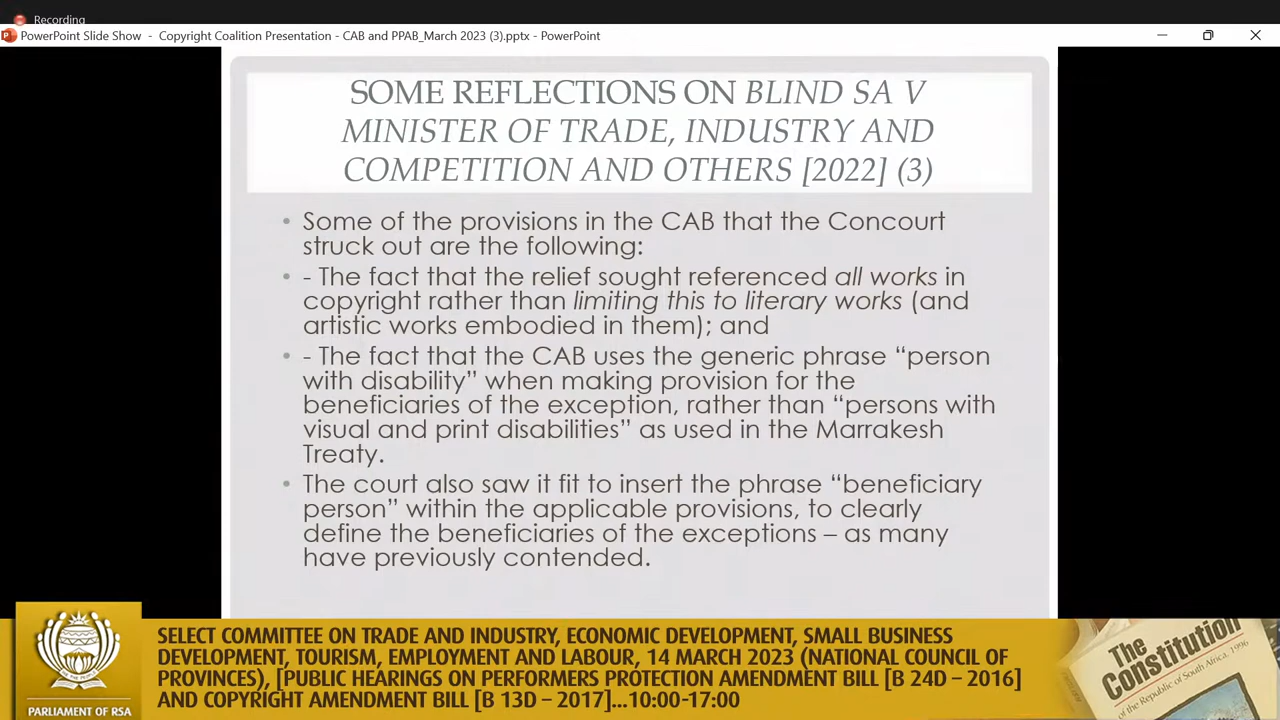 Recording
PowerPoint Slide Show - Copyright Coalition Presentation - CAB and PPAB_March 2023 (3).pptx - PowerPoint
SOME REFLECTIONS ON BLIND SA V
MINISTER OF TRADE, INDUSTRY AND
COMPETITION AND OTHERS [2022] (3)
• Some of the provisions in the CAB that the Concourt
struck out are the following:
• - The fact that the relief sought referenced all works in
copyright rather than limiting this to literary works (and
artistic works embodied in them); and
• - The fact that the CAB uses the generic phrase “person
with disability” when making provision for the
beneficiaries of the exception, rather than “persons with
visual and print disabilities” as used in the Marrakesh
Treaty.
• The court also saw it fit to insert the phrase “beneficiary
person” within the applicable provisions, to clearly
define the beneficiaries of the exceptions – as many
have previously contended.
SELECT COMMITTEE ON TRADE AND INDUSTRY, ECONOMIC DEVELOPMENT, SMALL BUSINESS
DEVELOPMENT, TOURISM, EMPLOYMENT AND LABOUR, 14 MARCH 2023 (NATIONAL COUNCIL OF
PROVINCES), [PUBLIC HEARINGS ON PERFORMERS PROTECTION AMENDMENT BILL [B 24D – 2016]
AND COPYRIGHT AMENDMENT BILL [B 13D – 2017]...10:00-17:00
PARLIAMENT OF RSA
The
Constitution
of the Republic of South Africa, 1996